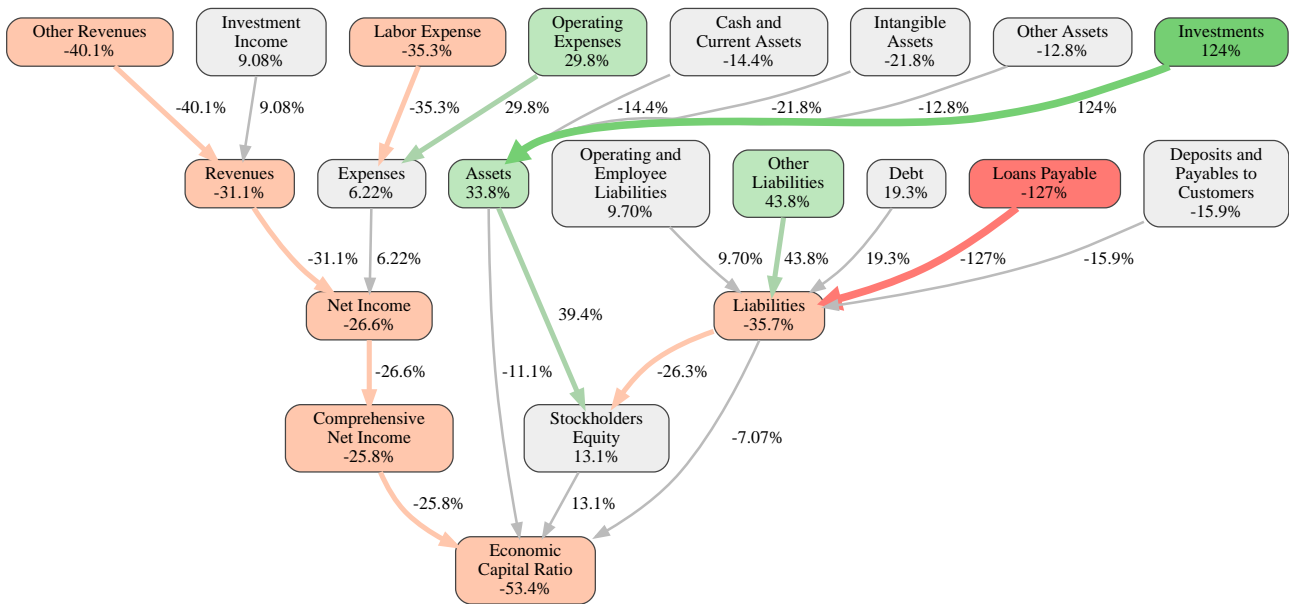 Other Revenues
-40.1%
Investment
Income
9.08%
Labor Expense
-35.3%
Operating
Expenses
29.8%
Cash and
Current Assets
-14.4%
Intangible
Assets
-21.8%
Other Assets
-12.8%
Investments
124%
-40.1%
9.08%
-35.3%
29.8%
-14.4%
-21.8%
-12.8%
124%
Revenues
-31.1%
Expenses
6.22%
Assets
33.8%
Operating and
Employee
Liabilities
9.70%
Other
Liabilities
43.8%
Debt
19.3%
Loans Payable
-127%
Deposits and
Payables to
Customers
-15.9%
-31.1%
6.22%
9.70%
43.8%
19.3%
-127%
-15.9%
Net Income
-26.6%
39.4%
Liabilities
-35.7%
-26.6%
-11.1%
-26.3%
Comprehensive
Net Income
-25.8%
Stockholders
Equity
13.1%
-7.07%
-25.8%
13.1%
Economic
Capital Ratio
-53.4%